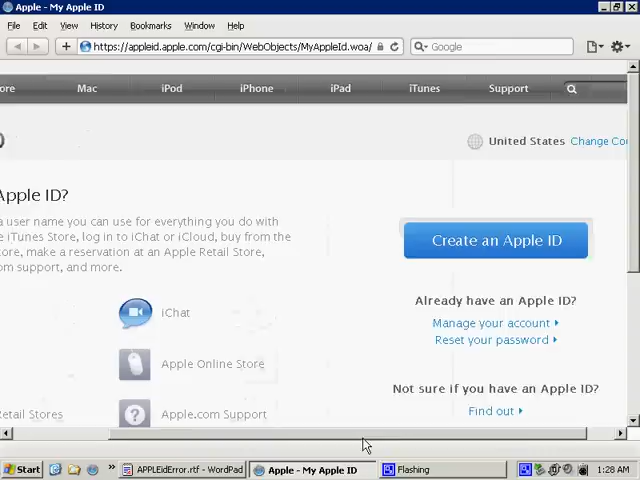 Apple - My Apple ID
File Edit View History Bookmarks Window Help
https://appleid.apple.com/cgi-bin/WebObjects/MyAppleId.woa/ Google
ore Mac iPod iPhone iPad iTunes Support
United States Change Cou
Apple ID?
a user name you can use for everything you do with
e iTunes Store, log in to iChat or iCloud, buy from the
tore, make a reservation at an Apple Retail Store,
om support, and more.
Create an Apple ID
Already have an Apple ID?
iChat
Manage your account
Reset your password
Apple Online Store
Not sure if you have an Apple ID?
Retail Stores
Apple.com Support
Find out
Start
»
APPLEidError.rtf - WordPad
Apple - My Apple ID
Flashing
1:28 AM